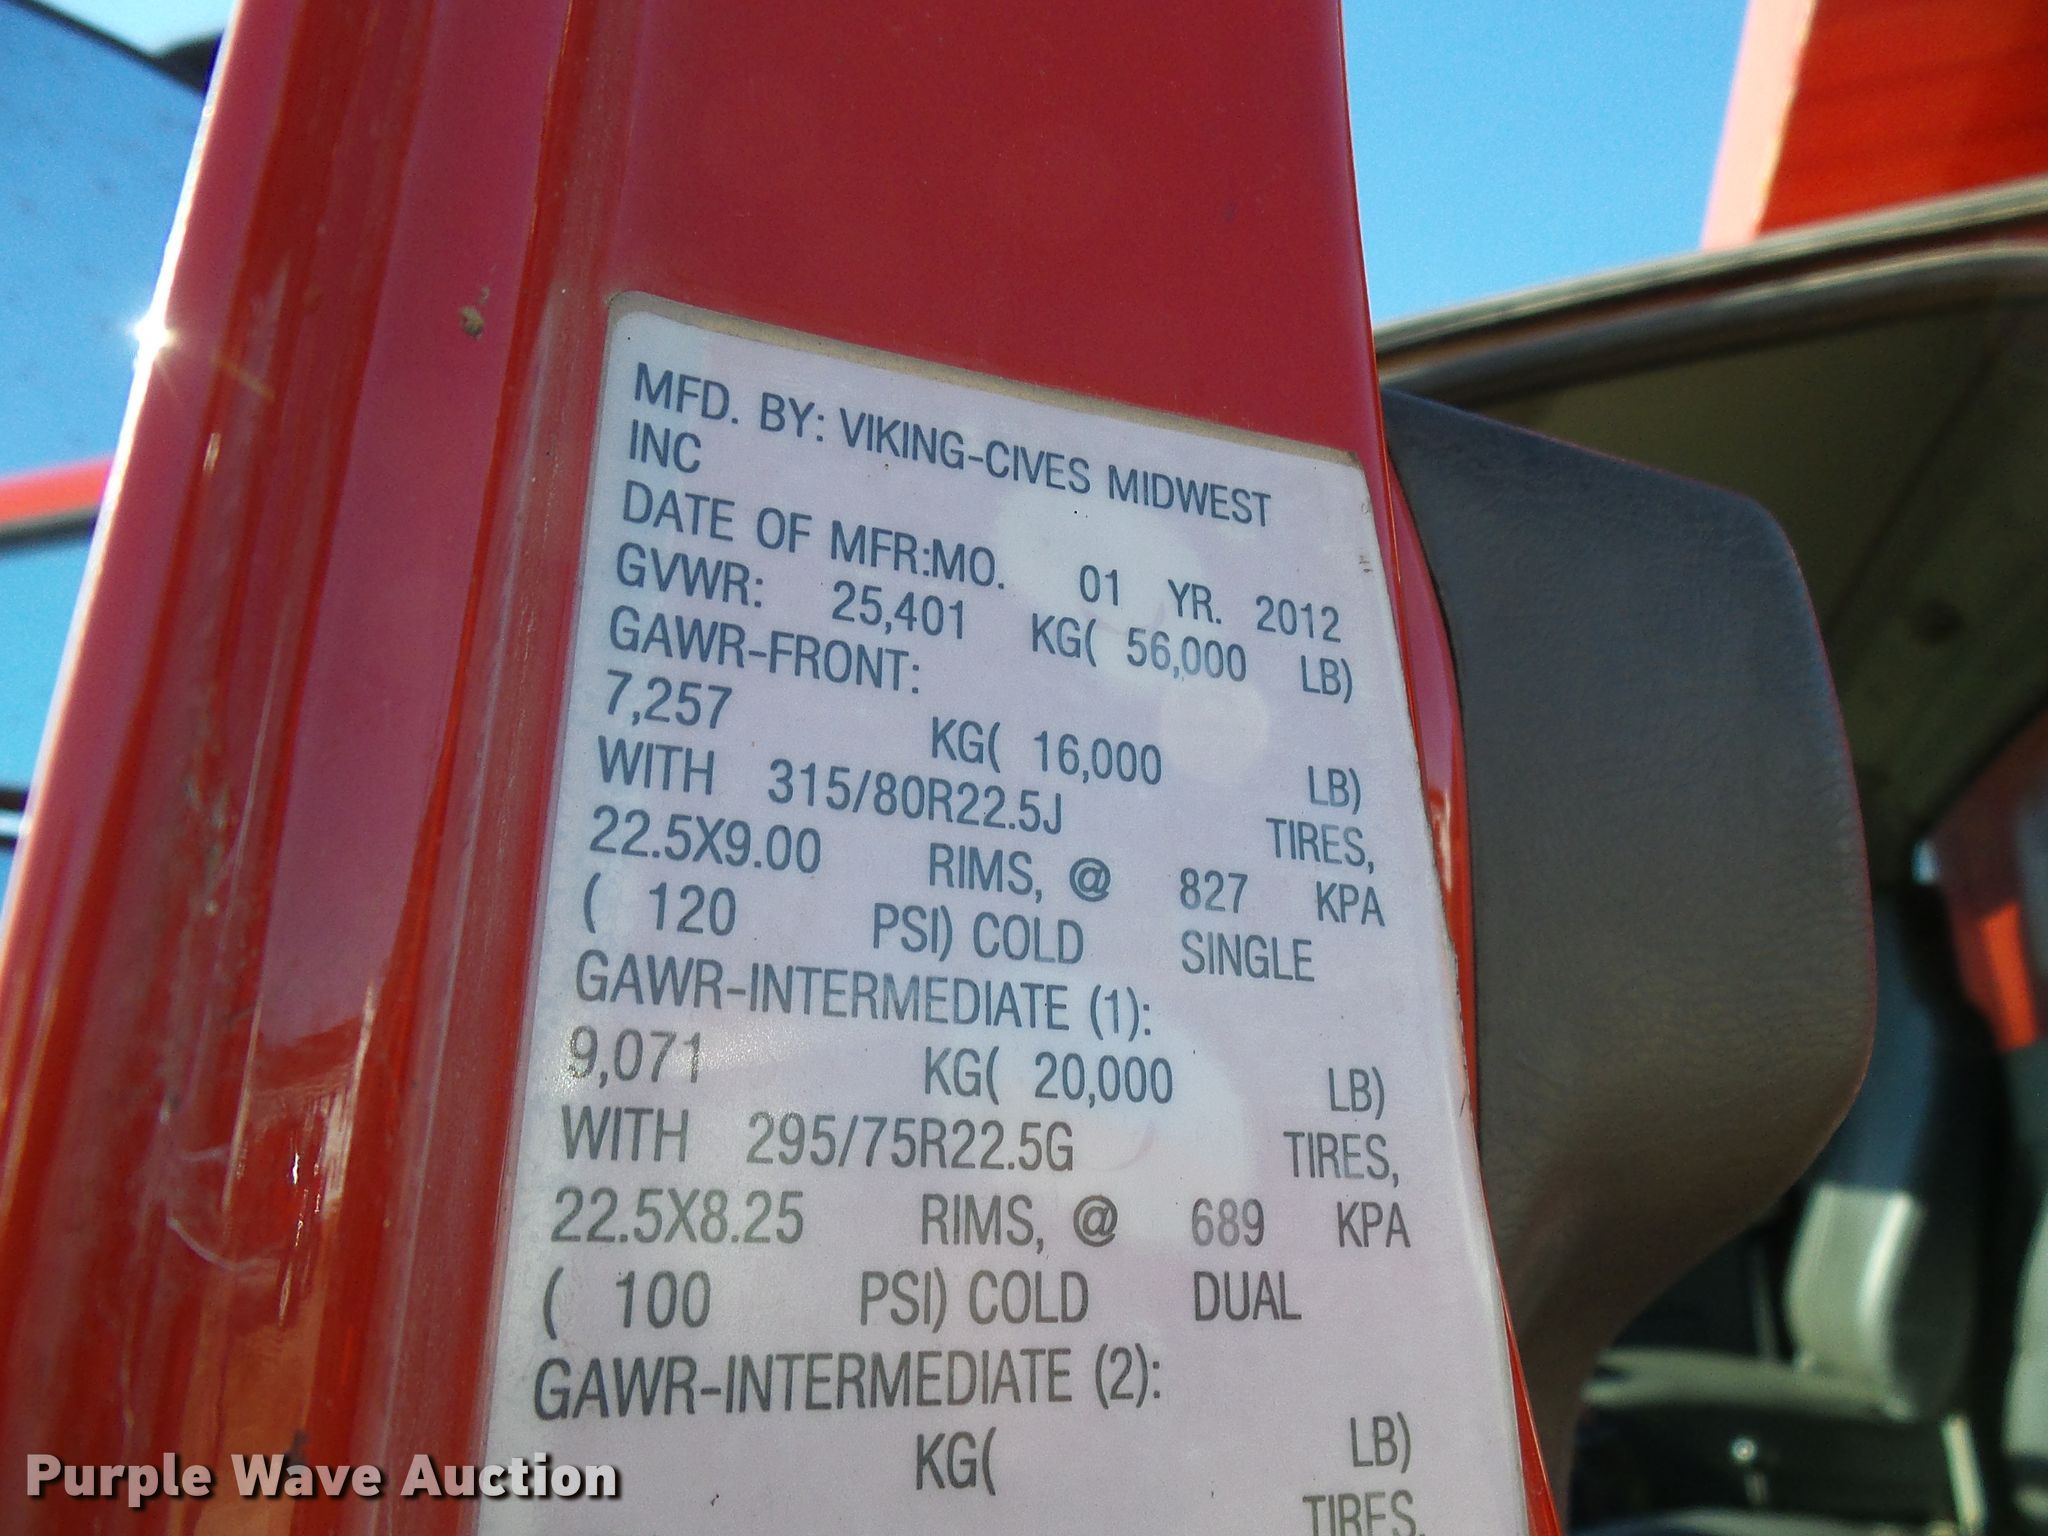 MFD. BY: VIKING-CIVES MIDWEST
INC
DATE OF MFR:MO. 01 YR. 2012
GVWR: 25,401 KG( 56,000 LB)
GAWR-FRONT:
7,257 KG( 16,000 LB)
WITH 315/80R22.5J TIRES,
22.5X9.00 RIMS, @ 827 KPA
( 120 PSI) COLD SINGLE
GAWR-INTERMEDIATE (1):
9,071 KG( 20,000 LB)
WITH 295/75R22.5G TIRES,
22.5X8.25 RIMS, @ 689 KPA
( 100 PSI) COLD DUAL
GAWR-INTERMEDIATE (2):
KG( LB)
TIRES,
Purple Wave Auction